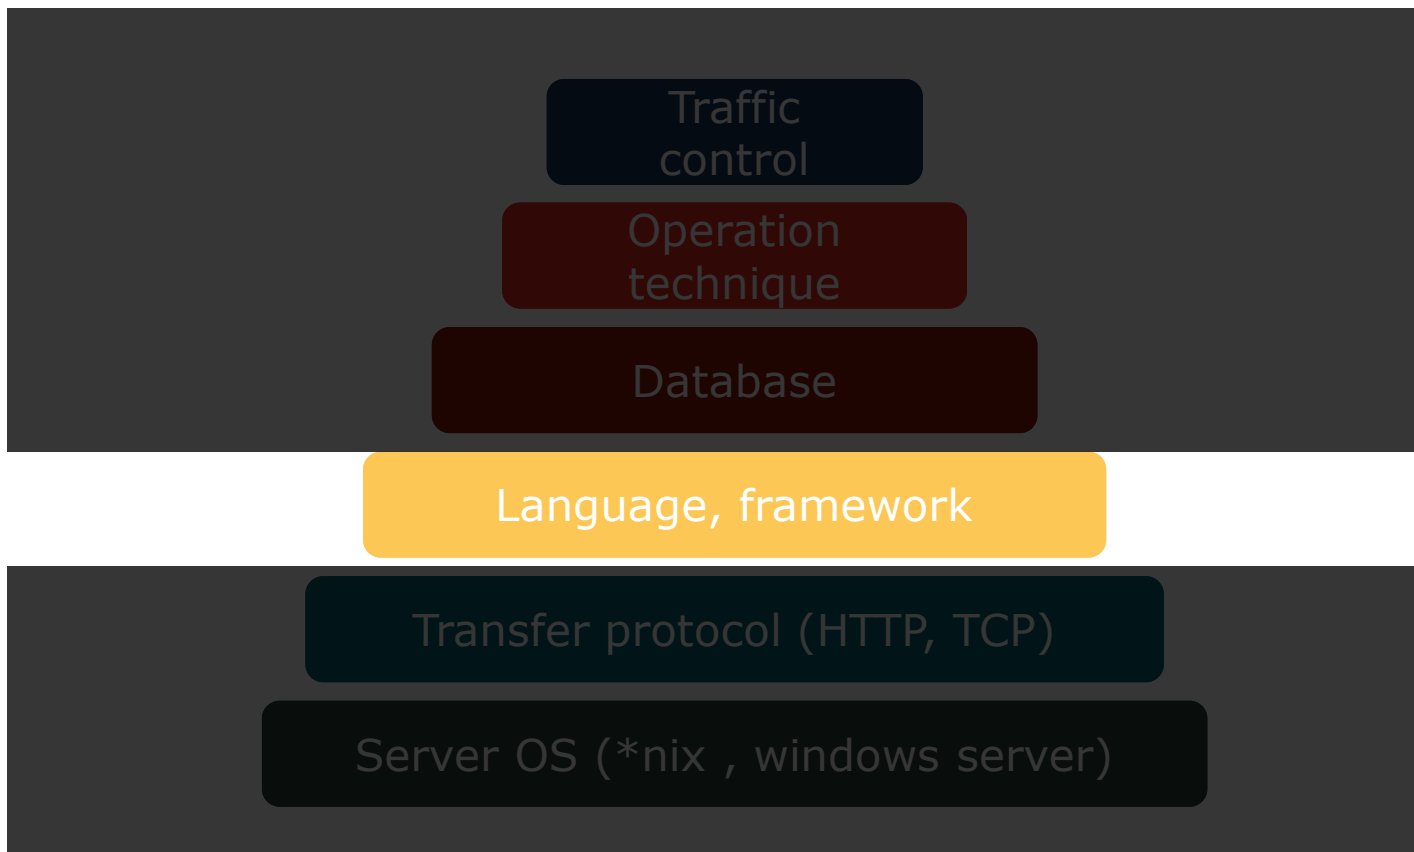 Traffic
control
Operation
technique
Database
Language, framework
Transfer protocol (HTTP, TCP)
Server OS (*nix , windows server)